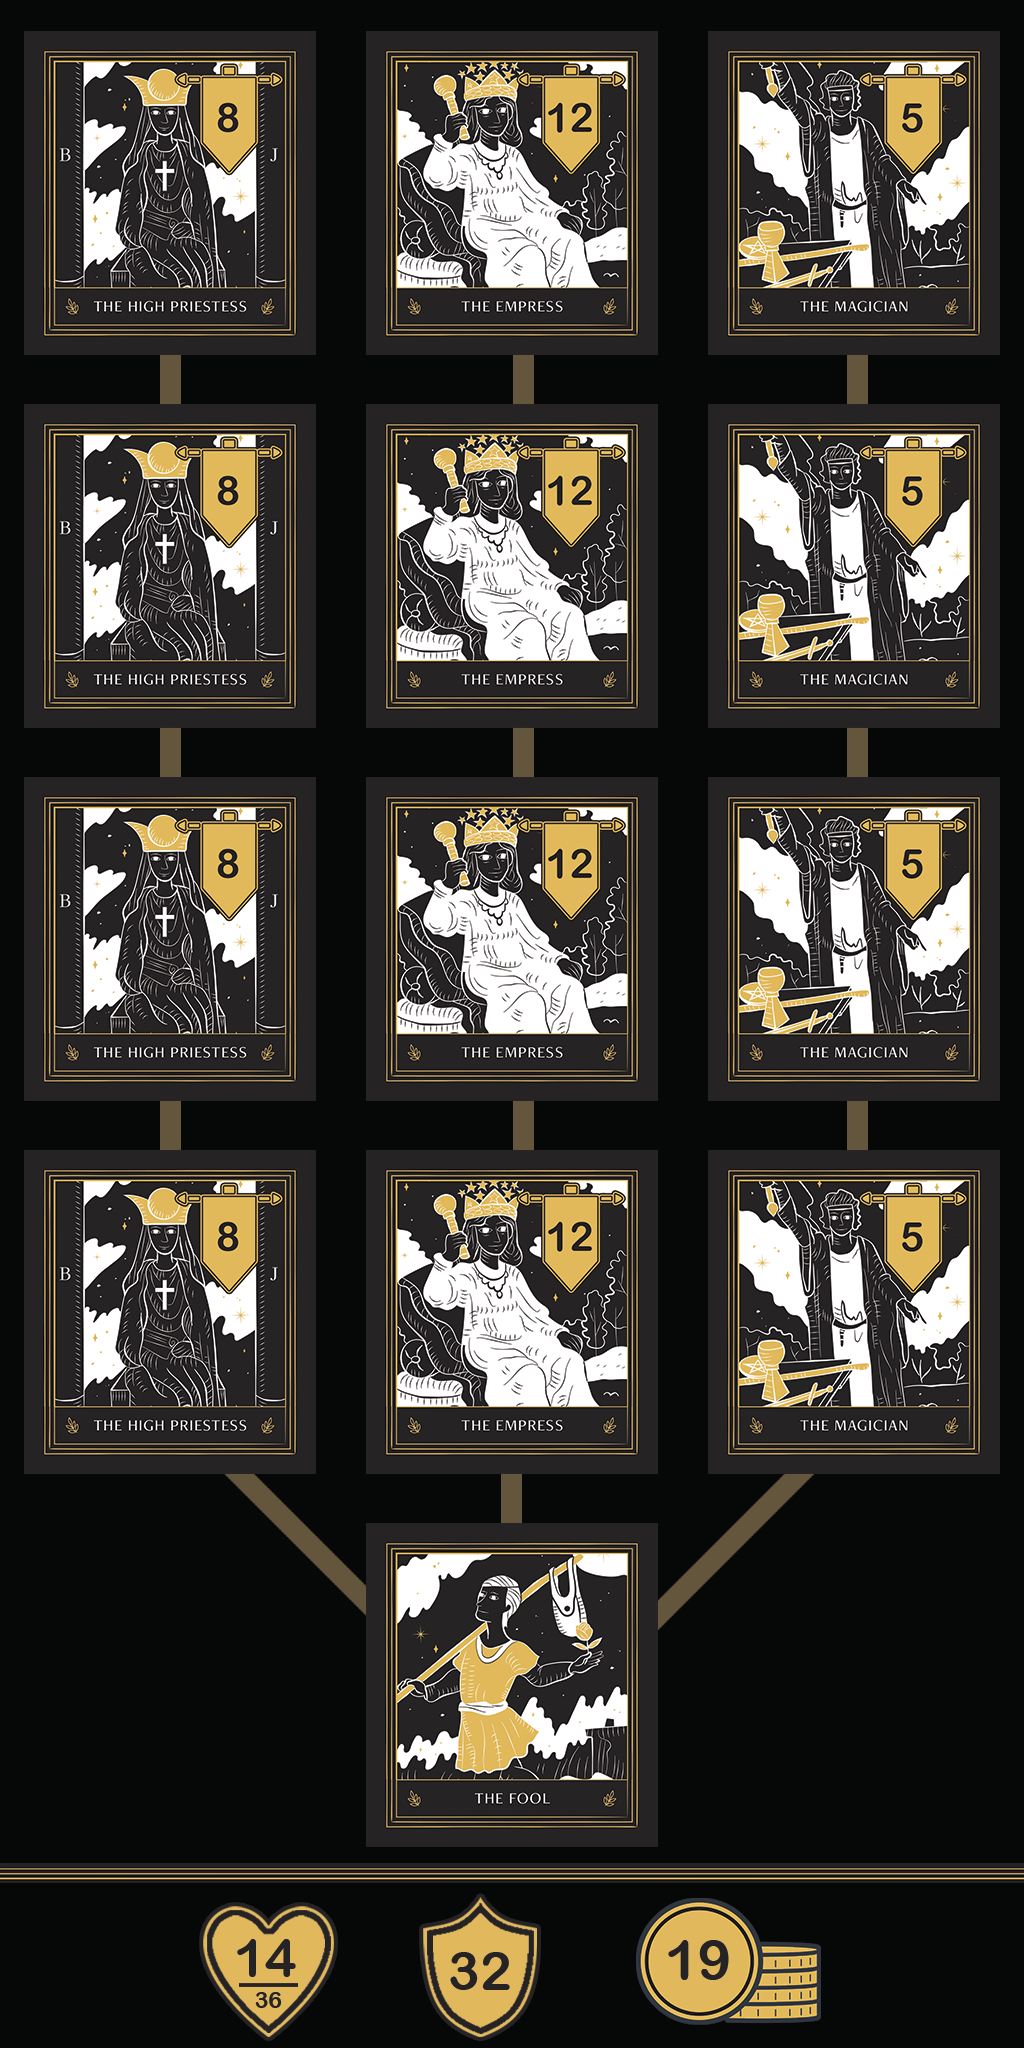 8
B
J
THE HIGH PRIESTESS
12
THE EMPRESS
5
THE MAGICIAN
8
B
J
THE HIGH PRIESTESS
12
THE EMPRESS
5
THE MAGICIAN
8
B
J
THE HIGH PRIESTESS
12
THE EMPRESS
5
THE MAGICIAN
8
B
J
THE HIGH PRIESTESS
12
THE EMPRESS
5
THE MAGICIAN
THE FOOL
14
36
32
19